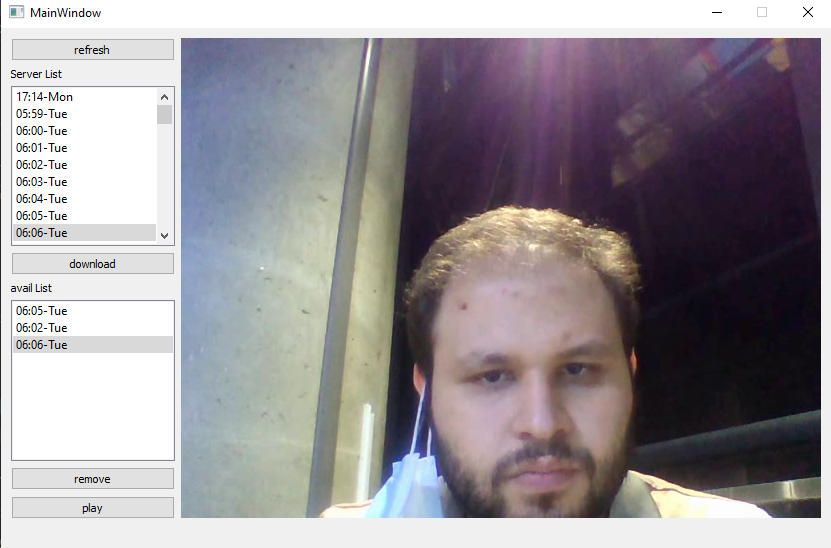 MainWindow
refresh
Server List
17:14-Mon
05:59-Tue
06:00-Tue
06:01-Tue
06:02-Tue
06:03-Tue
06:04-Tue
06:05-Tue
06:06-Tue
download
avail List
06:05-Tue
06:02-Tue
06:06-Tue
remove
play